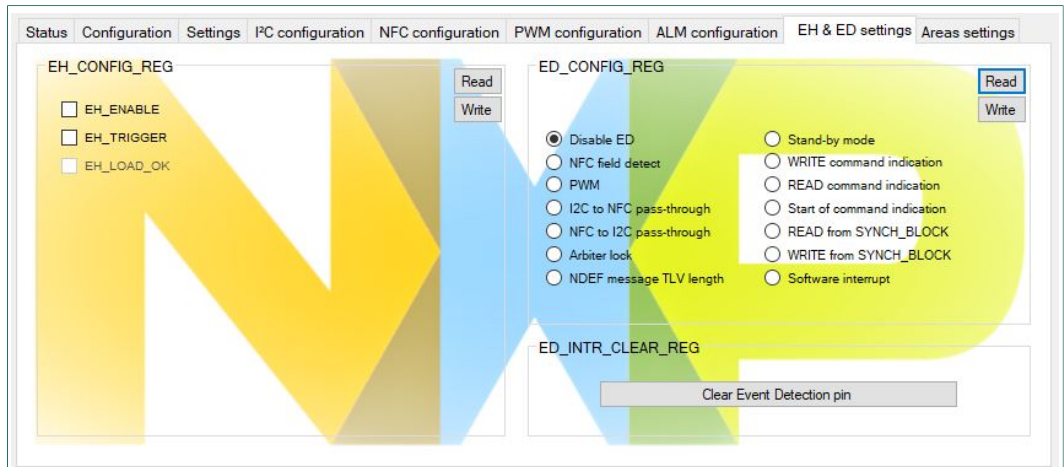 Status Configuration Settings I²C configuration NFC configuration PWM configuration ALM configuration EH & ED settings Areas settings
EH_CONFIG_REG
Read
Write
EH_ENABLE
EH_TRIGGER
EH_LOAD_OK
ED_CONFIG_REG
Read
Write
Disable ED
NFC field detect
PWM
I2C to NFC pass-through
NFC to I2C pass-through
Arbiter lock
NDEF message TLV length
Stand-by mode
WRITE command indication
READ command indication
Start of command indication
READ from SYNCH_BLOCK
WRITE from SYNCH_BLOCK
Software interrupt
ED_INTR_CLEAR_REG
Clear Event Detection pin
NXP